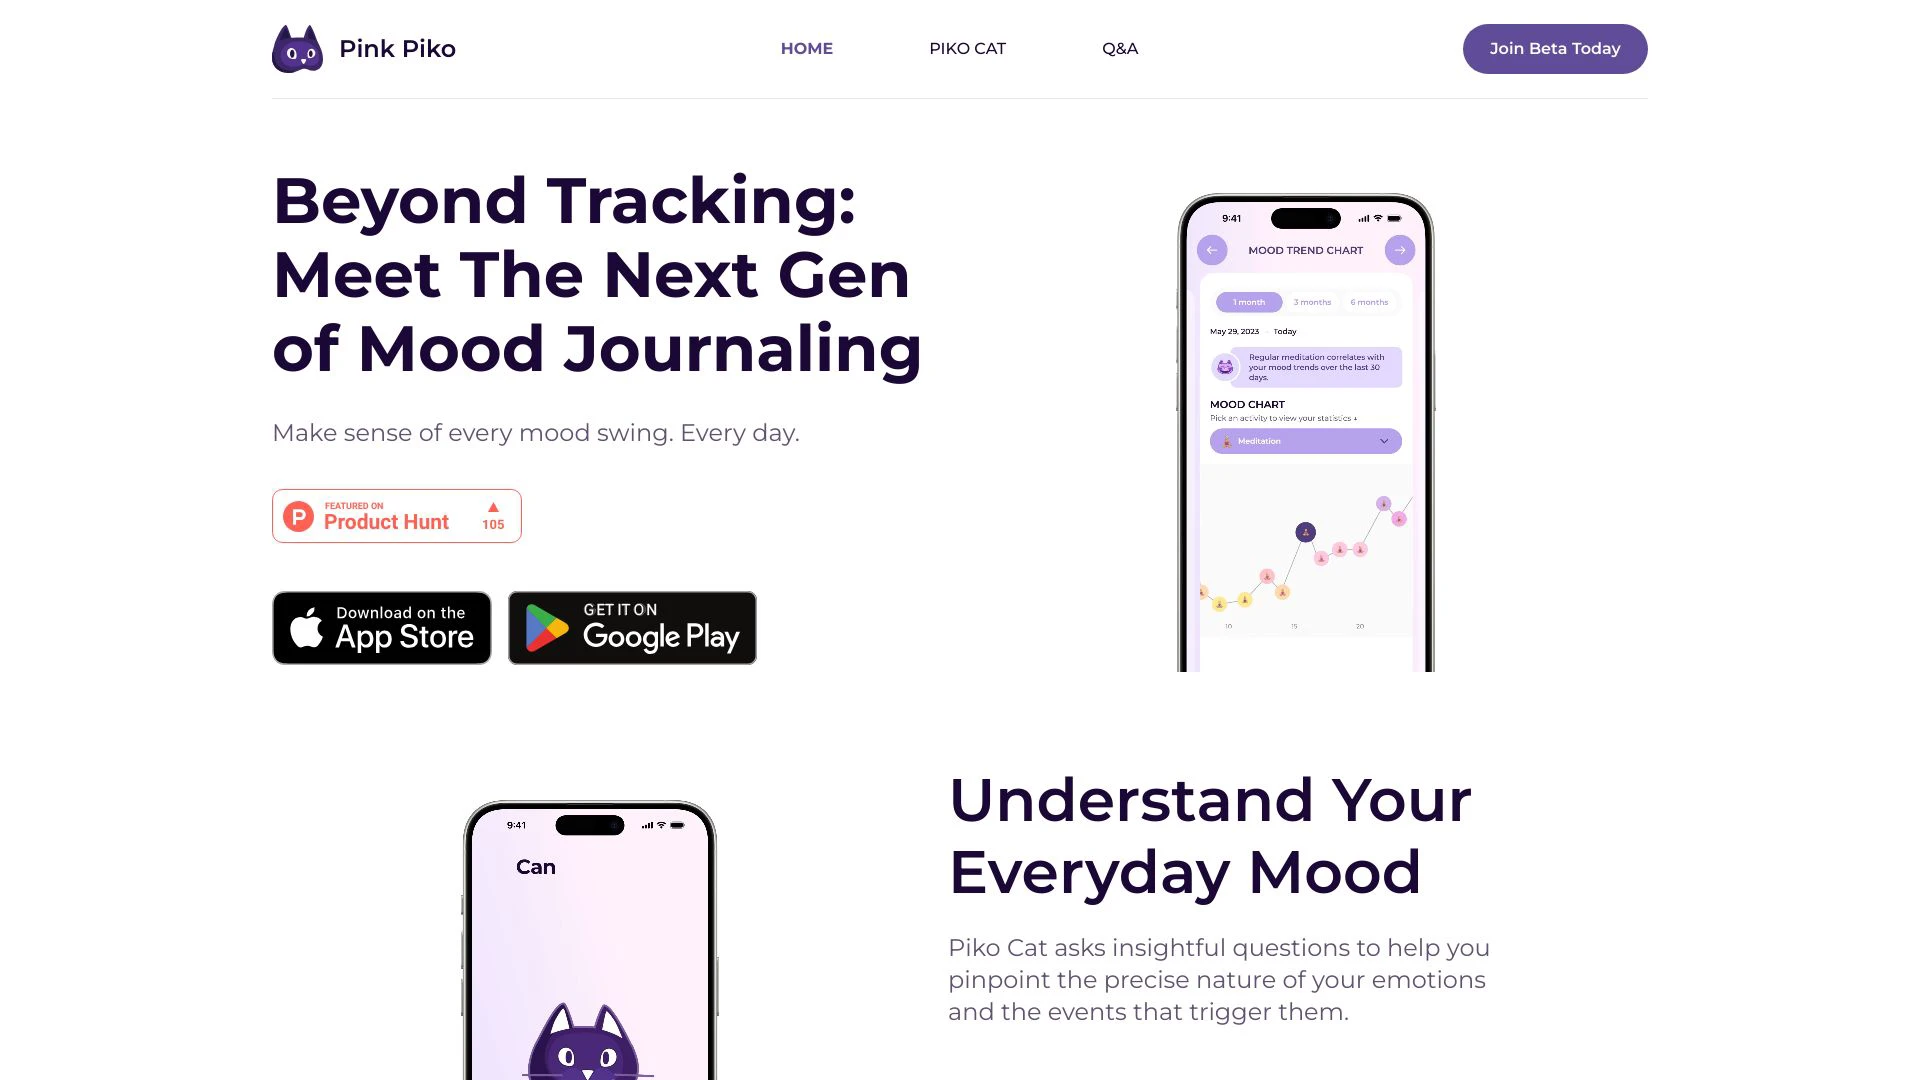 Pink Piko
HOME
PIKO CAT
Q&A
Join Beta Today
Beyond Tracking:
Meet The Next Gen
of Mood Journaling
Make sense of every mood swing. Every day.
P
FEATURED ON
Product Hunt
105
Download on the
App Store
GET IT ON
Google Play
9:41
MOOD TREND CHART
1 month
3 months
6 months
May 29, 2023 - Today
Regular meditation correlates with
your mood trends over the last 30
days.
MOOD CHART
Pick an activity to view your statistics ↓
Meditation
10
15
20
9:41
Can
Understand Your
Everyday Mood
Piko Cat asks insightful questions to help you
pinpoint the precise nature of your emotions
and the events that trigger them.